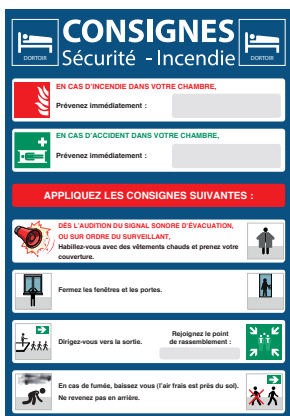 CONSIGNES
Sécurité - Incendie
DORTOIR
DORTOIR
EN CAS D'INCENDIE DANS VOTRE CHAMBRE,
Prévenez immédiatement :
EN CAS D'ACCIDENT DANS VOTRE CHAMBRE,
Prévenez immédiatement :
APPLIQUEZ LES CONSIGNES SUIVANTES :
DÈS L'AUDITION DU SIGNAL SONORE D'ÉVACUATION,
OU SUR ORDRE DU SURVEILLANT,
Habillez-vous avec des vêtements chauds et prenez votre
couverture.
Fermez les fenêtres et les portes.
Dirigez-vous vers la sortie.
Rejoignez le point
de rassemblement :
En cas de fumée, baissez vous (l'air frais est près du sol).
Ne revenez pas en arrière.